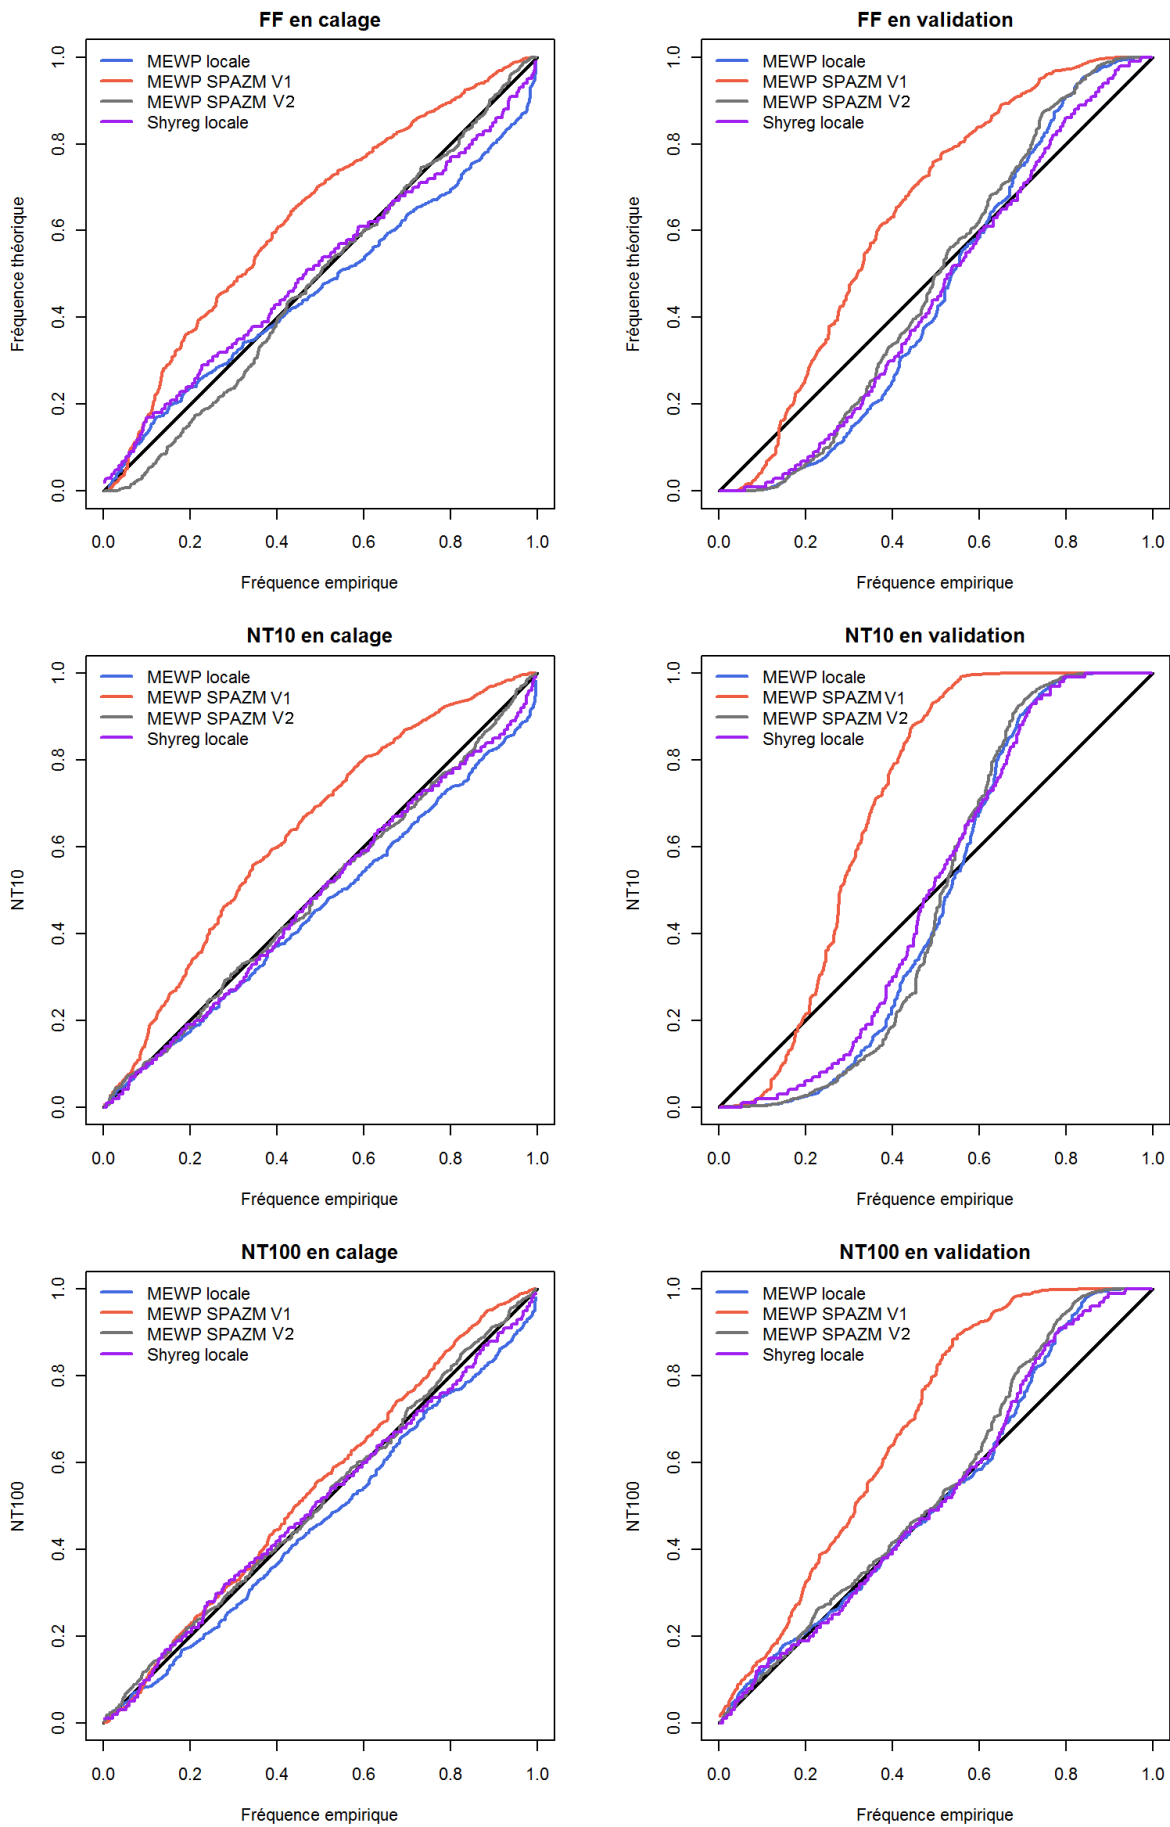 FF en calage
MEWP locale
MEWP SPAZM V1
MEWP SPAZM V2
Shyreg locale
Fréquence théorique
0.0 0.2 0.4 0.6 0.8 1.0
0.0 0.2 0.4 0.6 0.8 1.0
Fréquence empirique
FF en validation
MEWP locale
MEWP SPAZM V1
MEWP SPAZM V2
Shyreg locale
Fréquence théorique
0.0 0.2 0.4 0.6 0.8 1.0
0.0 0.2 0.4 0.6 0.8 1.0
Fréquence empirique
NT10 en calage
MEWP locale
MEWP SPAZM V1
MEWP SPAZM V2
Shyreg locale
NT10
0.0 0.2 0.4 0.6 0.8 1.0
0.0 0.2 0.4 0.6 0.8 1.0
Fréquence empirique
NT10 en validation
MEWP locale
MEWP SPAZM V1
MEWP SPAZM V2
Shyreg locale
NT10
0.0 0.2 0.4 0.6 0.8 1.0
0.0 0.2 0.4 0.6 0.8 1.0
Fréquence empirique
NT100 en calage
MEWP locale
MEWP SPAZM V1
MEWP SPAZM V2
Shyreg locale
NT100
0.0 0.2 0.4 0.6 0.8 1.0
0.0 0.2 0.4 0.6 0.8 1.0
Fréquence empirique
NT100 en validation
MEWP locale
MEWP SPAZM V1
MEWP SPAZM V2
Shyreg locale
NT100
0.0 0.2 0.4 0.6 0.8 1.0
0.0 0.2 0.4 0.6 0.8 1.0
Fréquence empirique